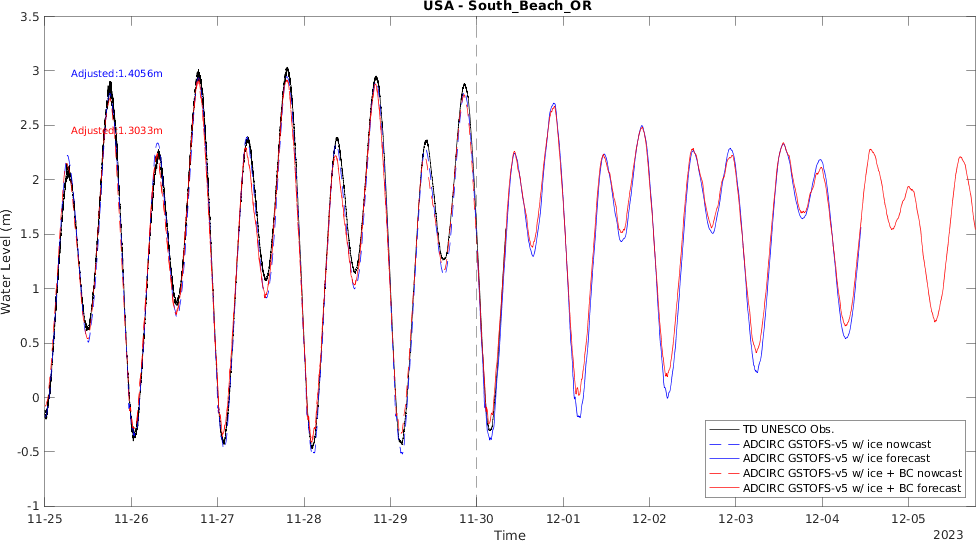 USA - South_Beach_OR
3.5
3
2.5
2
1.5
1
0.5
0
-0.5
-1
Water Level (m)
Adjusted:1.4056m
Adjusted:1.3033m
TD UNESCO Obs.
ADCIRC GSTOFS-v5 w/ ice nowcast
ADCIRC GSTOFS-v5 w/ ice forecast
ADCIRC GSTOFS-v5 w/ ice + BC nowcast
ADCIRC GSTOFS-v5 w/ ice + BC forecast
11-25 11-26 11-27 11-28 11-29 11-30 12-01 12-02 12-03 12-04 12-05
Time
2023